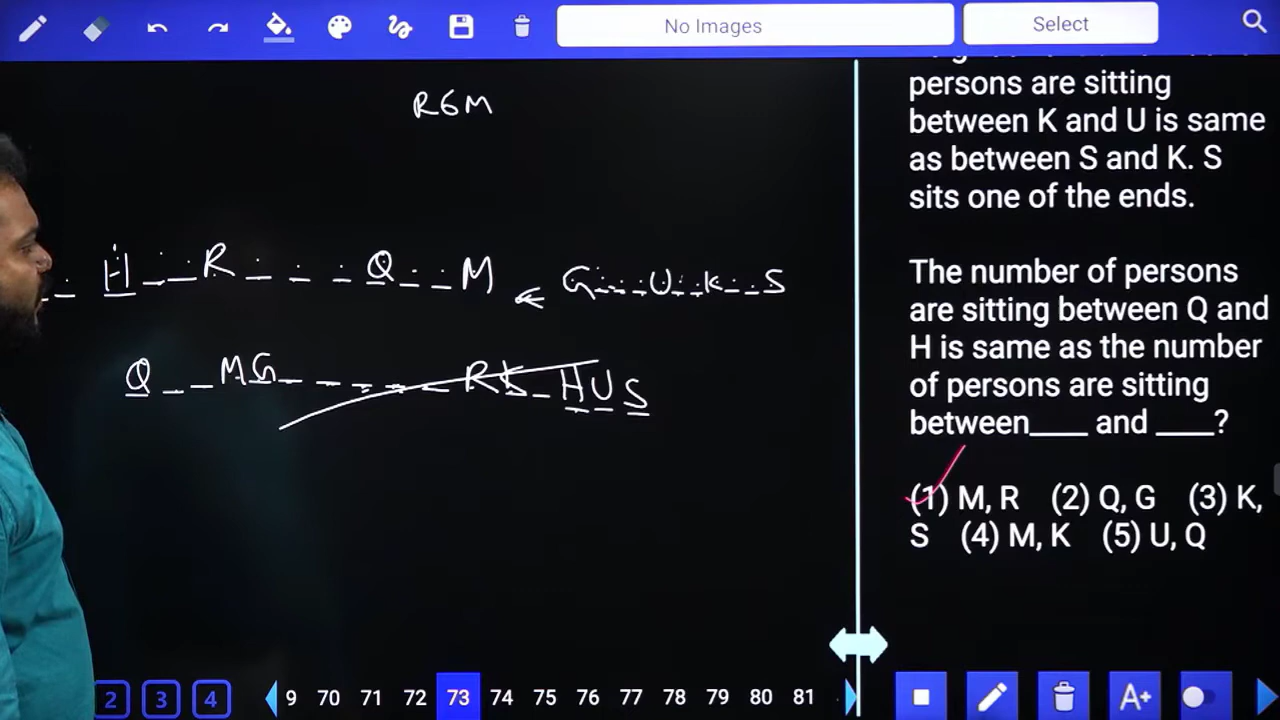 No Images
Select
R6M
H _ _ R _ _ _ Q _ _ M
G _ _ _ U _ _ K _ _ S
Q _ _ M G _ _ _ _ _ _ R K _ H U S
persons are sitting
between K and U is same
as between S and K. S
sits one of the ends.
The number of persons
are sitting between Q and
H is same as the number
of persons are sitting
between____ and ____?
(1) M, R (2) Q, G (3) K,
S (4) M, K (5) U, Q
2 3 4 9 70 71 72 73 74 75 76 77 78 79 80 81
A+